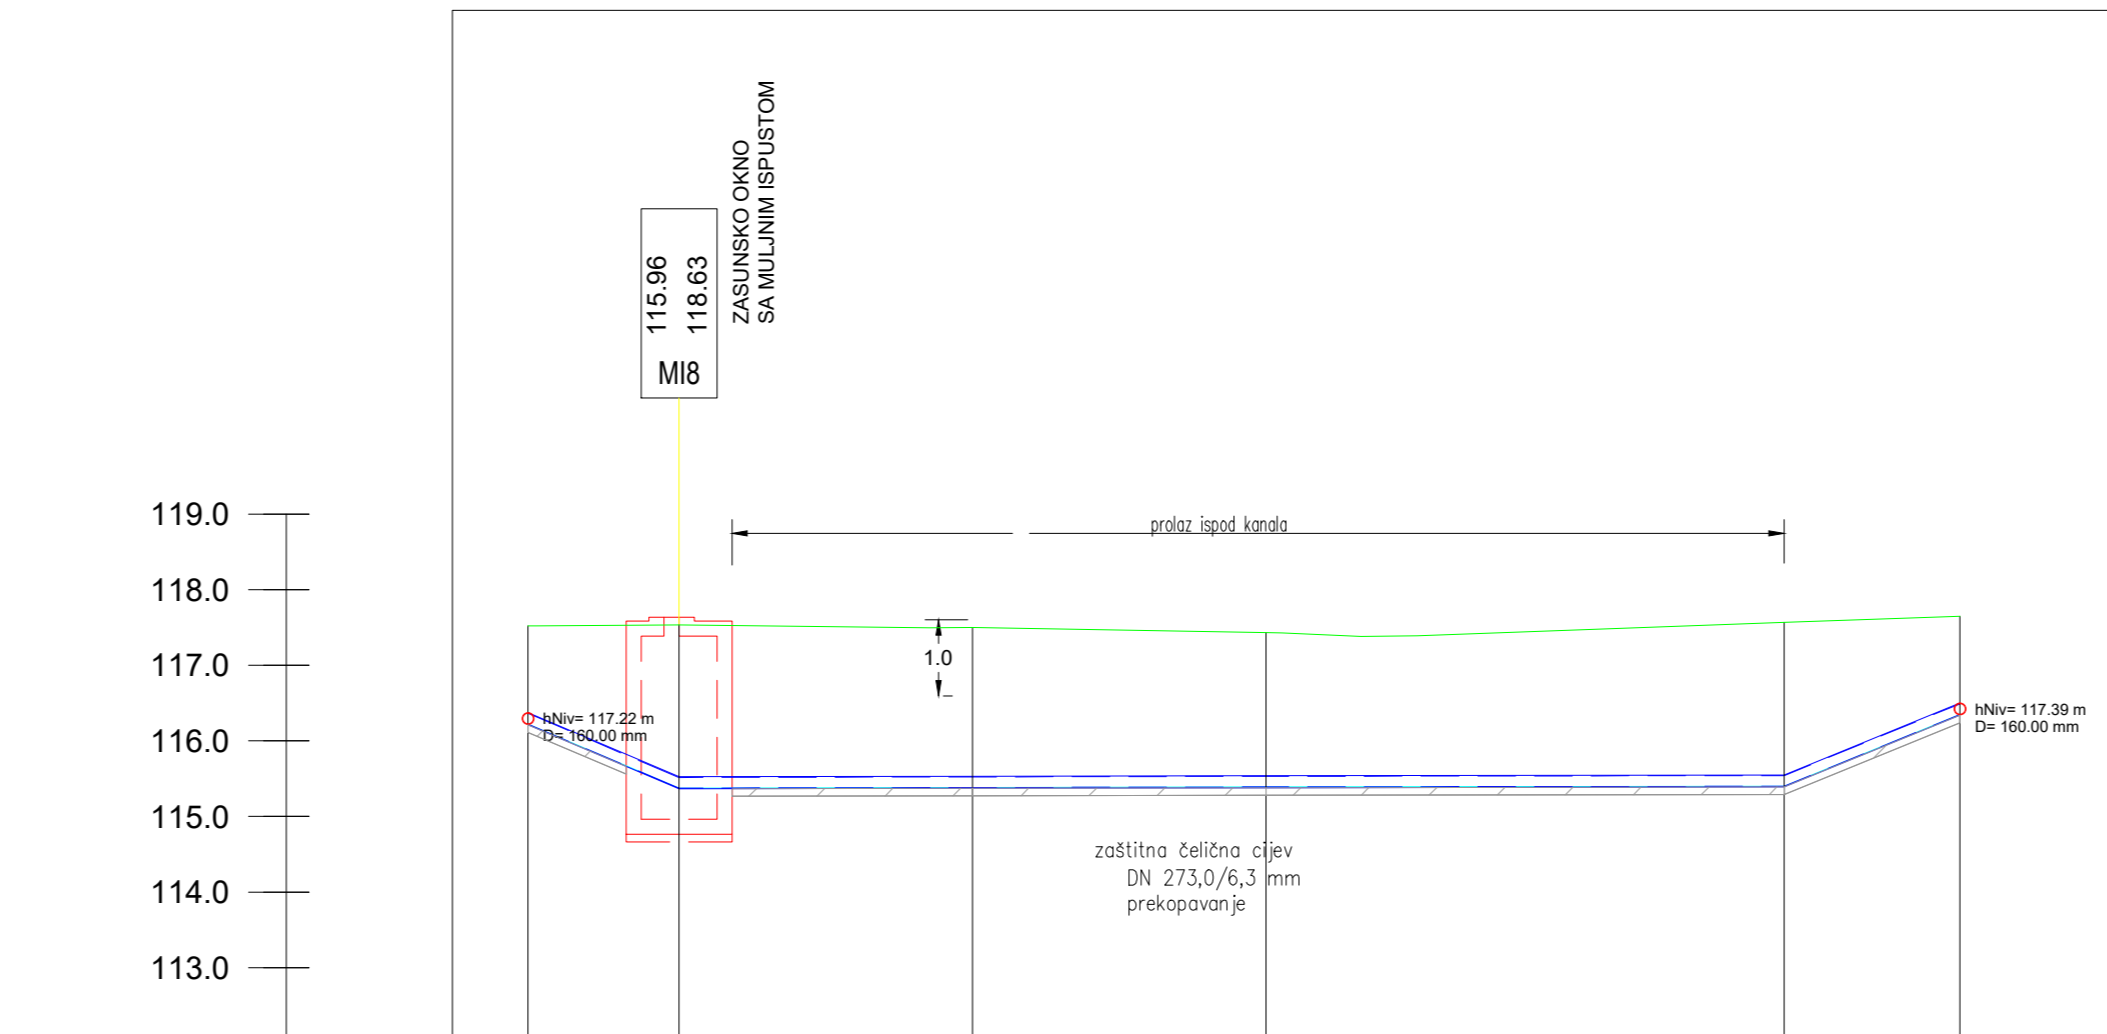 ZASUNSKO OKNO
SA MULJNIM ISPUSTOM
115.96
118.63
MI8
119.0
118.0
117.0
116.0
115.0
114.0
113.0
prolaz ispod kanala
1.0
hNiv= 117.22 m
D= 160.00 mm
hNiv= 117.39 m
D= 160.00 mm
zaštitna čelična cijev
DN 273,0/6,3 mm
prekopavanje